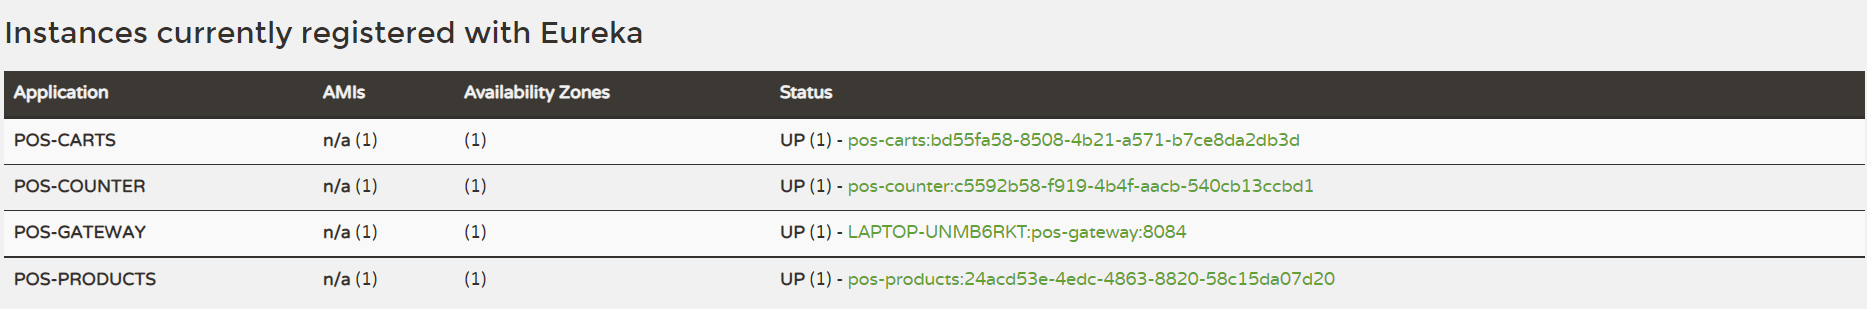 Instances currently registered with Eureka
Application AMIs Availability Zones Status
POS-CARTS n/a (1) (1) UP (1) - pos-carts:bd55fa58-8508-4b21-a571-b7ce8da2db3d
POS-COUNTER n/a (1) (1) UP (1) - pos-counter:c5592b58-f919-4b4f-aacb-540cb13ccbd1
POS-GATEWAY n/a (1) (1) UP (1) - LAPTOP-UNMB6RKT:pos-gateway:8084
POS-PRODUCTS n/a (1) (1) UP (1) - pos-products:24acd53e-4edc-4863-8820-58c15da07d20